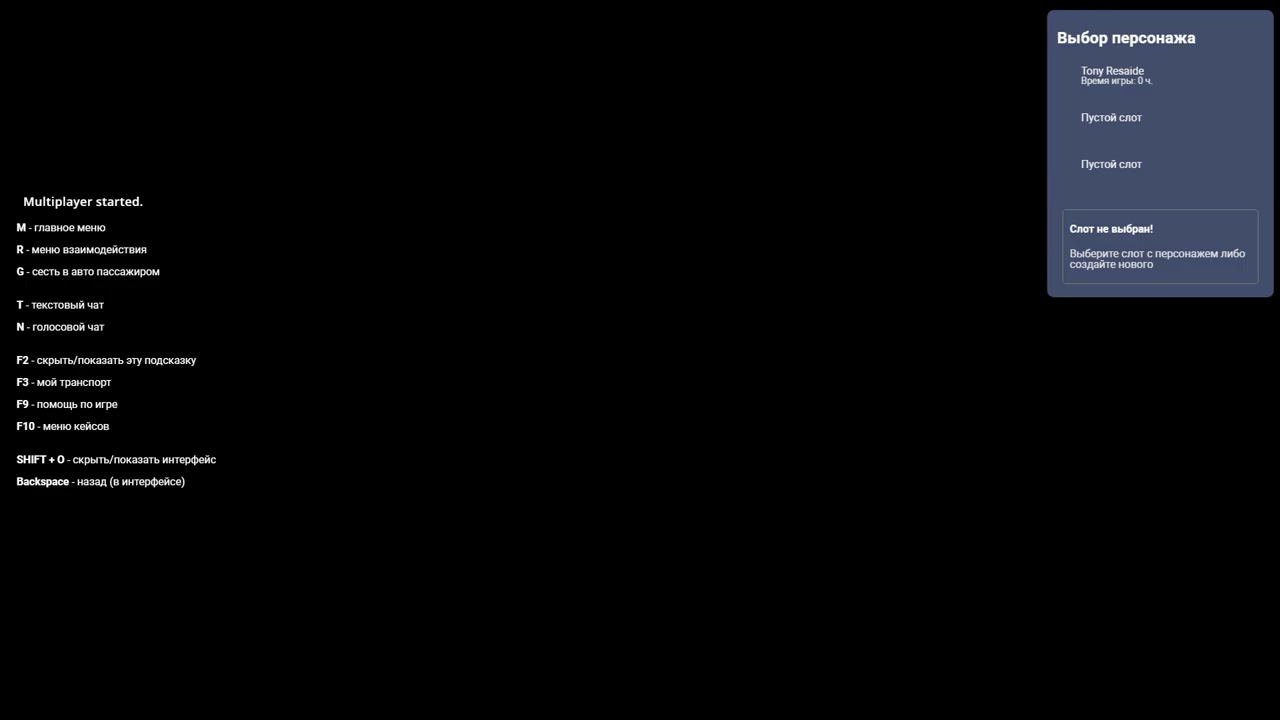 Выбор персонажа
Tony Resaide
Время игры: 0 ч.
Пустой слот
Пустой слот
Слот не выбран!
Выберите слот с персонажем либо
создайте нового
Multiplayer started.
M - главное меню
R - меню взаимодействия
G - сесть в авто пассажиром
T - текстовый чат
N - голосовой чат
F2 - скрыть/показать эту подсказку
F3 - мой транспорт
F9 - помощь по игре
F10 - меню кейсов
SHIFT + O - скрыть/показать интерфейс
Backspace - назад (в интерфейсе)